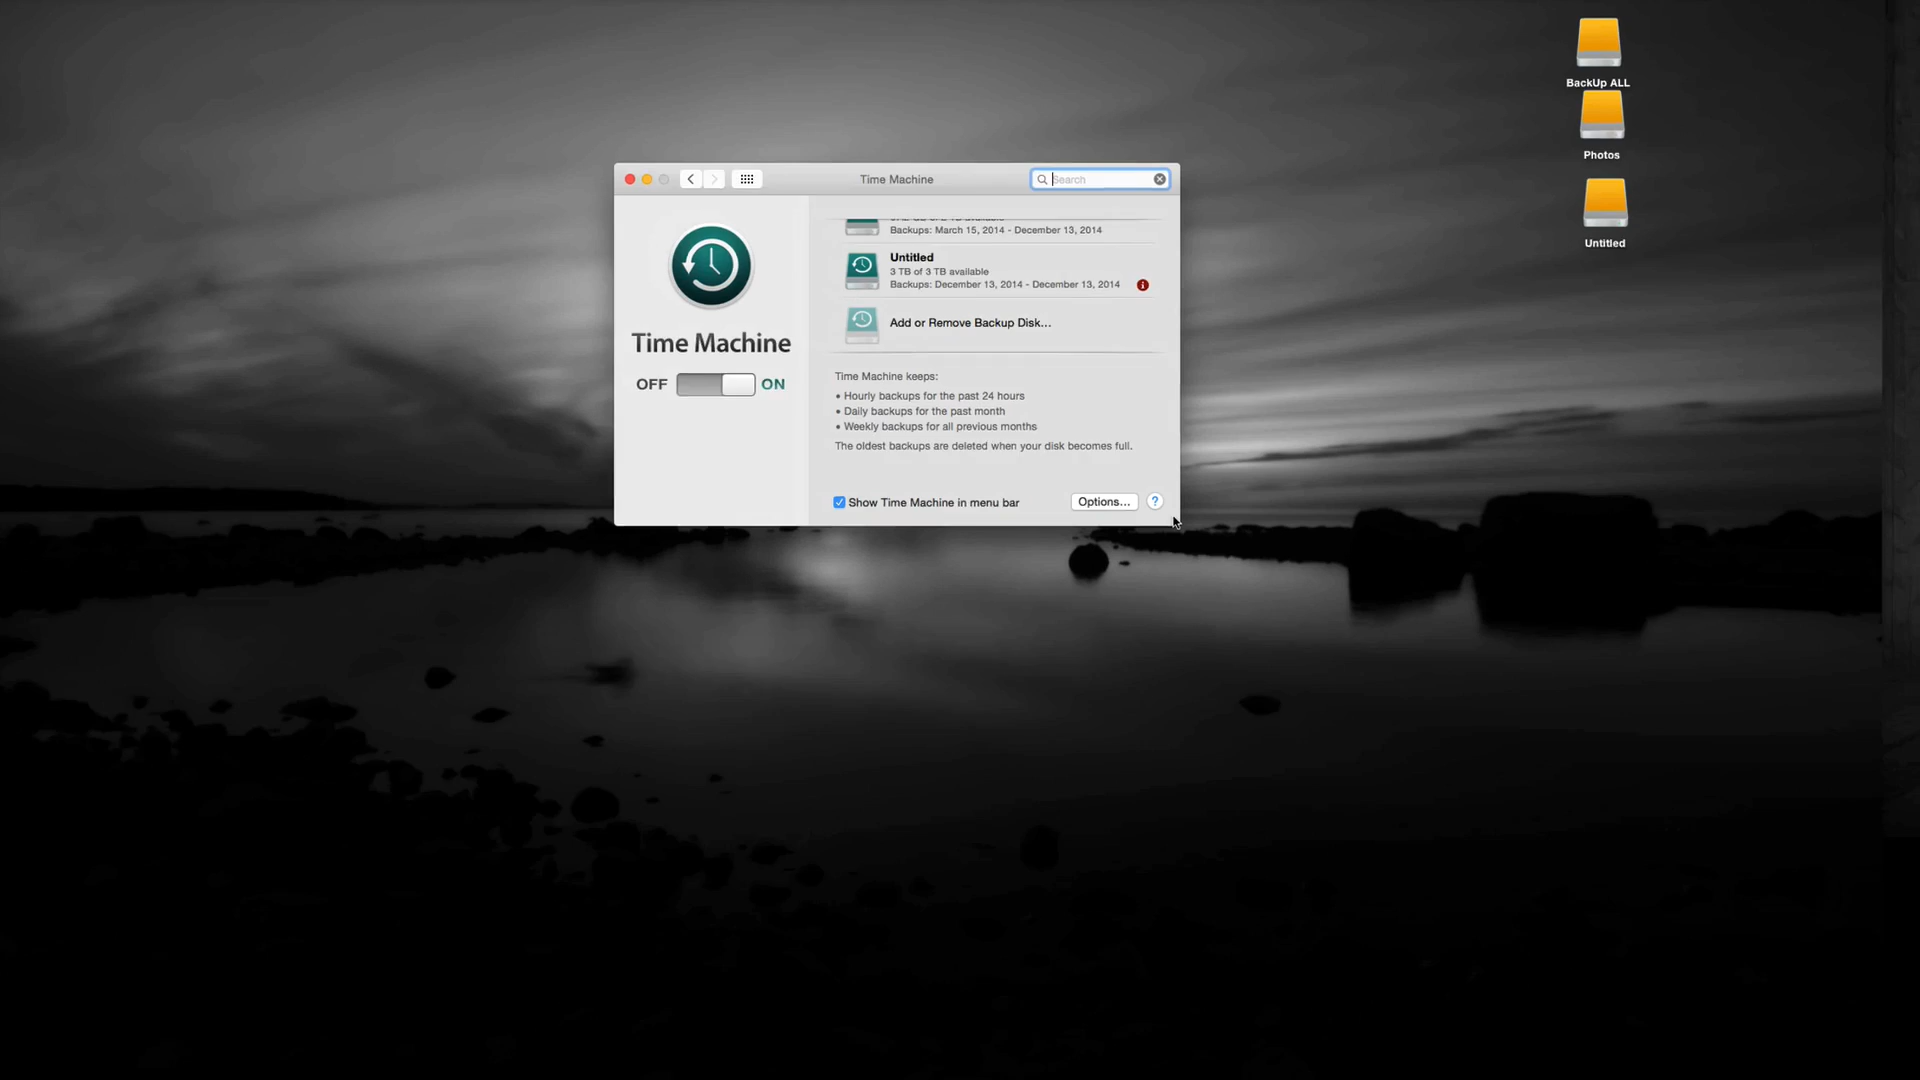 BackUp ALL
Photos
Untitled
Time Machine
Search
Backups: March 15, 2014 - December 13, 2014
Untitled
3 TB of 3 TB available
Backups: December 13, 2014 - December 13, 2014
Add or Remove Backup Disk...
Time Machine
OFF ON
Time Machine keeps:
• Hourly backups for the past 24 hours
• Daily backups for the past month
• Weekly backups for all previous months
The oldest backups are deleted when your disk becomes full.
Show Time Machine in menu bar
Options... ?